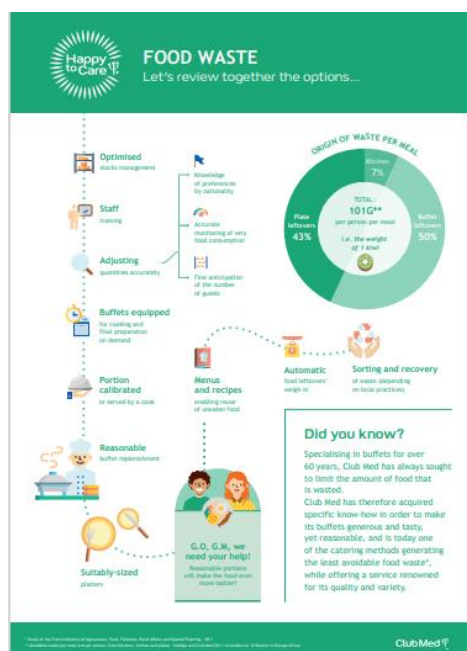 Happy
to Care
FOOD WASTE
Let's review together the options...
Optimised
stocks management
Staff
training
Adjusting
quantities accurately
Knowledge
of preferences
by nationality
Accurate
monitoring of very
food consumption
Fine anticipation
of the number
of guests
ORIGIN OF WASTE PER MEAL
Kitchen
7%
Plate
leftovers
43%
TOTAL:
101G**
per person per meal
i.e. the weight
of 1 kiwi
Buffet
leftovers
50%
Buffets equipped
for cooking and
final preparation
on demand
Portion
calibrated
or served by a cook
Menus
and recipes
enabling reuse
of uneaten food
Automatic
food leftovers'
weigh-in
Sorting and recovery
of waste (depending
on local practices)
Reasonable
buffet replenishment
Suitably-sized
platters
G.O, G.M, we
need your help!
Reasonable portions
will make the food even
more tastier!
Did you know?
Specialising in buffets for over
60 years, Club Med has always sought
to limit the amount of food that
is wasted.
Club Med has therefore acquired
specific know-how in order to make
its buffets generous and tasty,
yet reasonable, and is today one
of the catering methods generating
the least avoidable food waste*,
while offering a service renowned
for its quality and variety.
Club Med